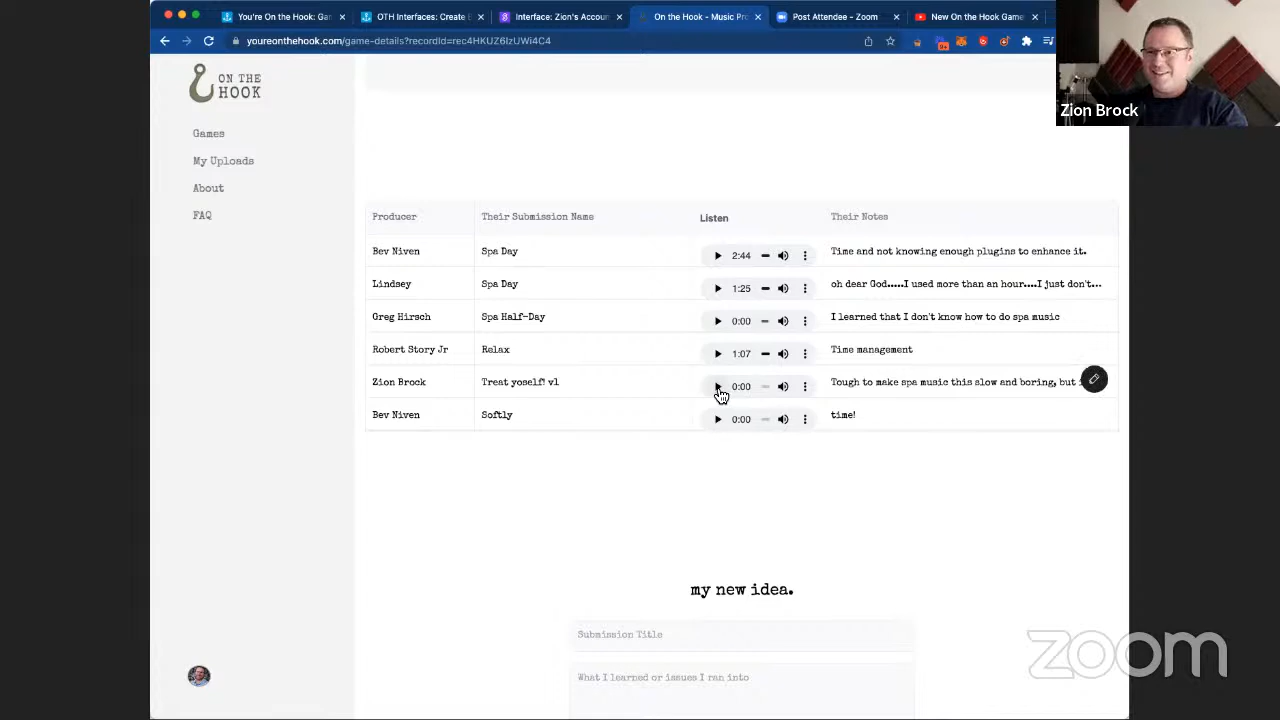 You're On the Hook: Gam
OTH Interfaces: Create
Interface: Zion's Accoun
On the Hook - Music Pro
Post Attendee - Zoom
New On the Hook Game
youreonthehook.com/game-details?recordId=rec4HKUZ6IzUWi4C4
Zion Brock
ON THE
HOOK
Games
My Uploads
About
FAQ
Producer Their Submission Name Listen Their Notes
Bev Niven Spa Day 2:44 Time and not knowing enough plugins to enhance it.
Lindsey Spa Day 1:25 oh dear God.....I used more than an hour....I just don't...
Greg Hirsch Spa Half-Day 0:00 I learned that I don't know how to do spa music
Robert Story Jr Relax 1:07 Time management
Zion Brock Treat yoself! v1 0:00 Tough to make spa music this slow and boring, but
Bev Niven Softly 0:00 time!
my new idea.
Submission Title
What I learned or issues I ran into
zoom